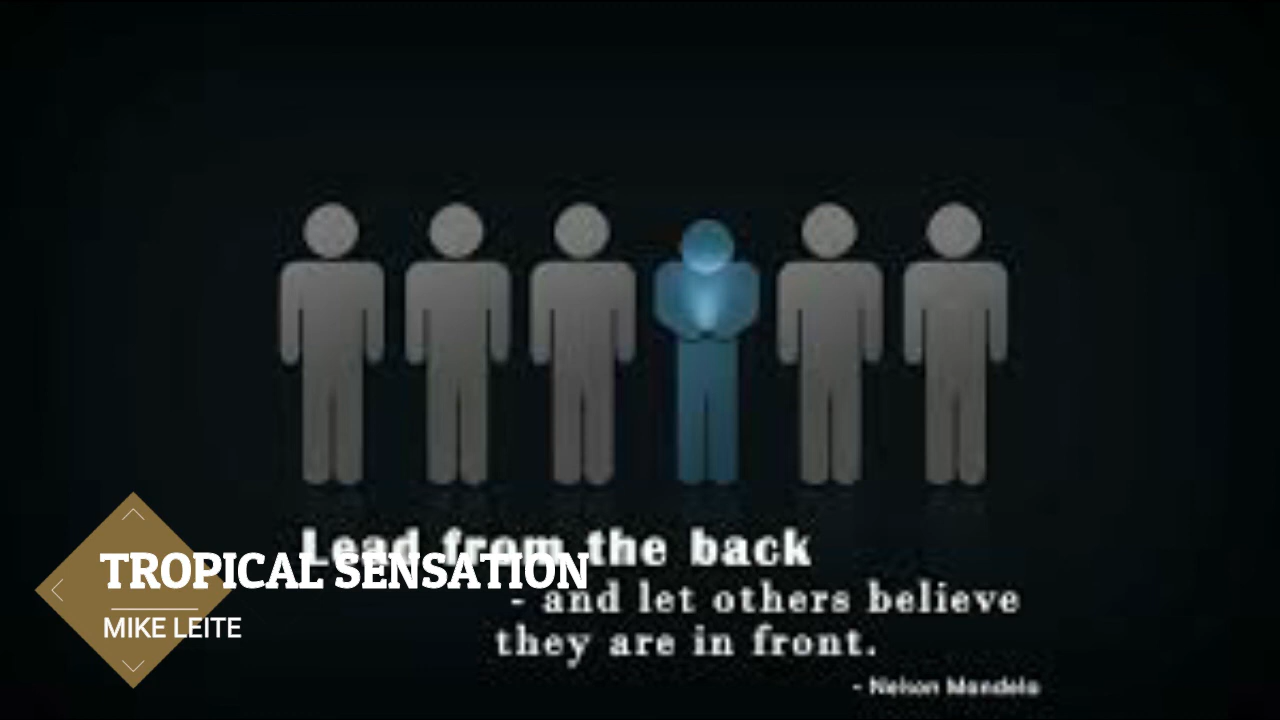 Lead from the back
TROPICAL SENSATION
- and let others believe
MIKE LEITE
they are in front.
- Nelson Mandela